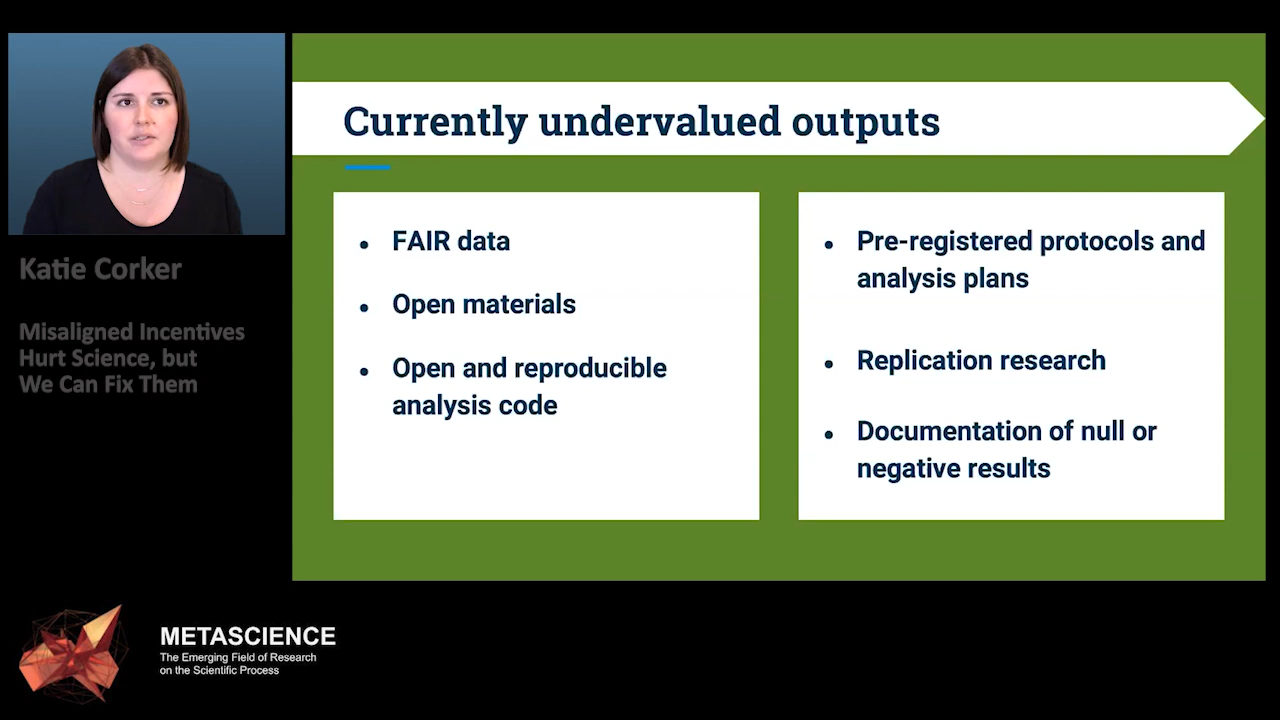 Currently undervalued outputs
• FAIR data
• Open materials
• Open and reproducible
analysis code
• Pre-registered protocols and
analysis plans
• Replication research
• Documentation of null or
negative results
Katie Corker
Misaligned Incentives
Hurt Science, but
We Can Fix Them
METASCIENCE
The Emerging Field of Research
on the Scientific Process